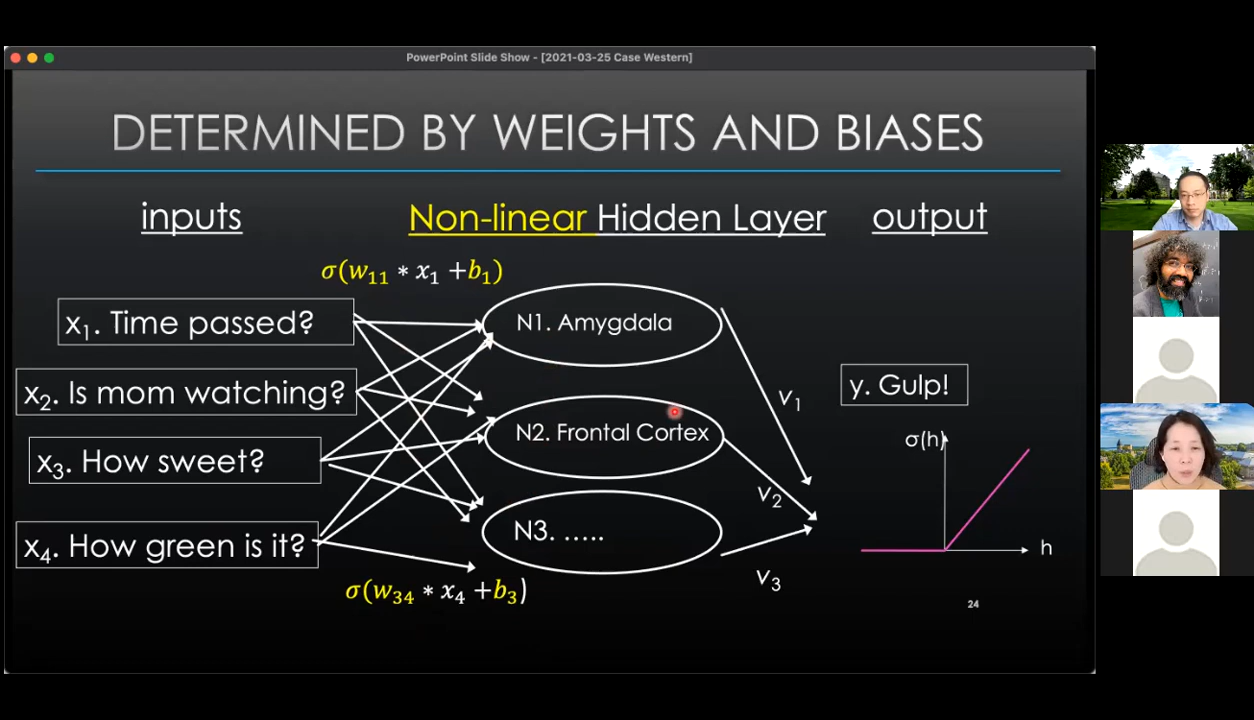 PowerPoint Slide Show - [2021-03-25 Case Western]
DETERMINED BY WEIGHTS AND BIASES
inputs
Non-linear Hidden Layer
output
σ(w₁₁ * x₁ +b₁)
x₁. Time passed?
x₂. Is mom watching?
x₃. How sweet?
x₄. How green is it?
N1. Amygdala
N2. Frontal Cortex
N3. .....
σ(w₃₄ * x₄ +b₃)
v₁
v₂
v₃
y. Gulp!
σ(h)
h
24